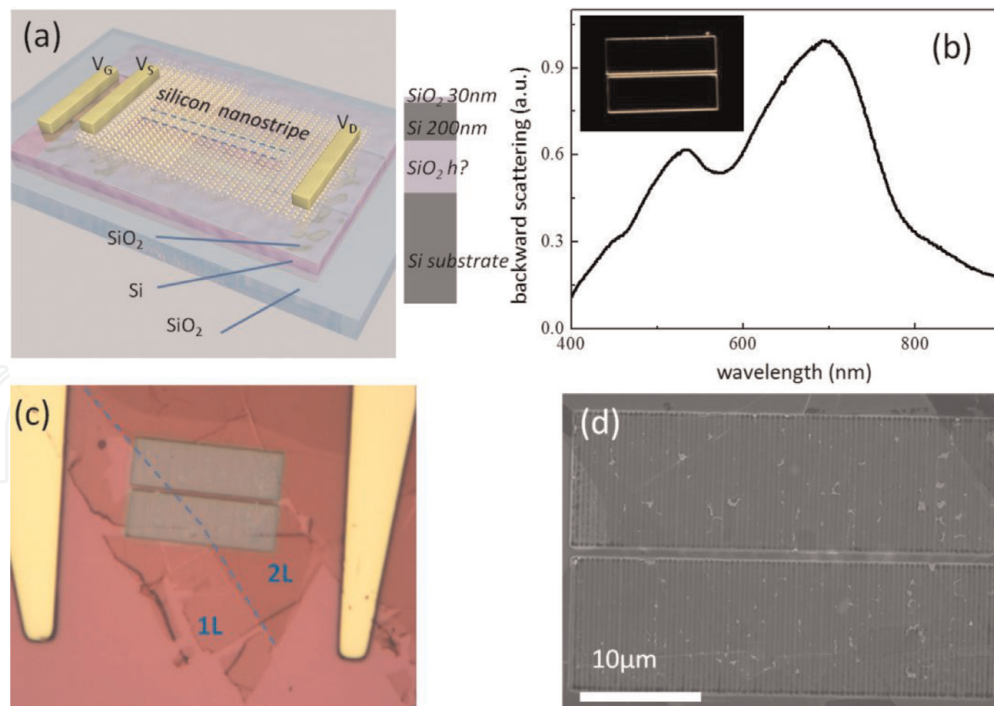 (a)
V_G
V_S
silicon nanostripe
V_D
SiO₂
Si
SiO₂
SiO₂ 30nm
Si 200nm
SiO₂ h?
Si substrate
(b)
backward scattering (a.u.)
0.9
0.6
0.3
0.0
400
600
800
wavelength (nm)
(c)
2L
1L
(d)
10μm